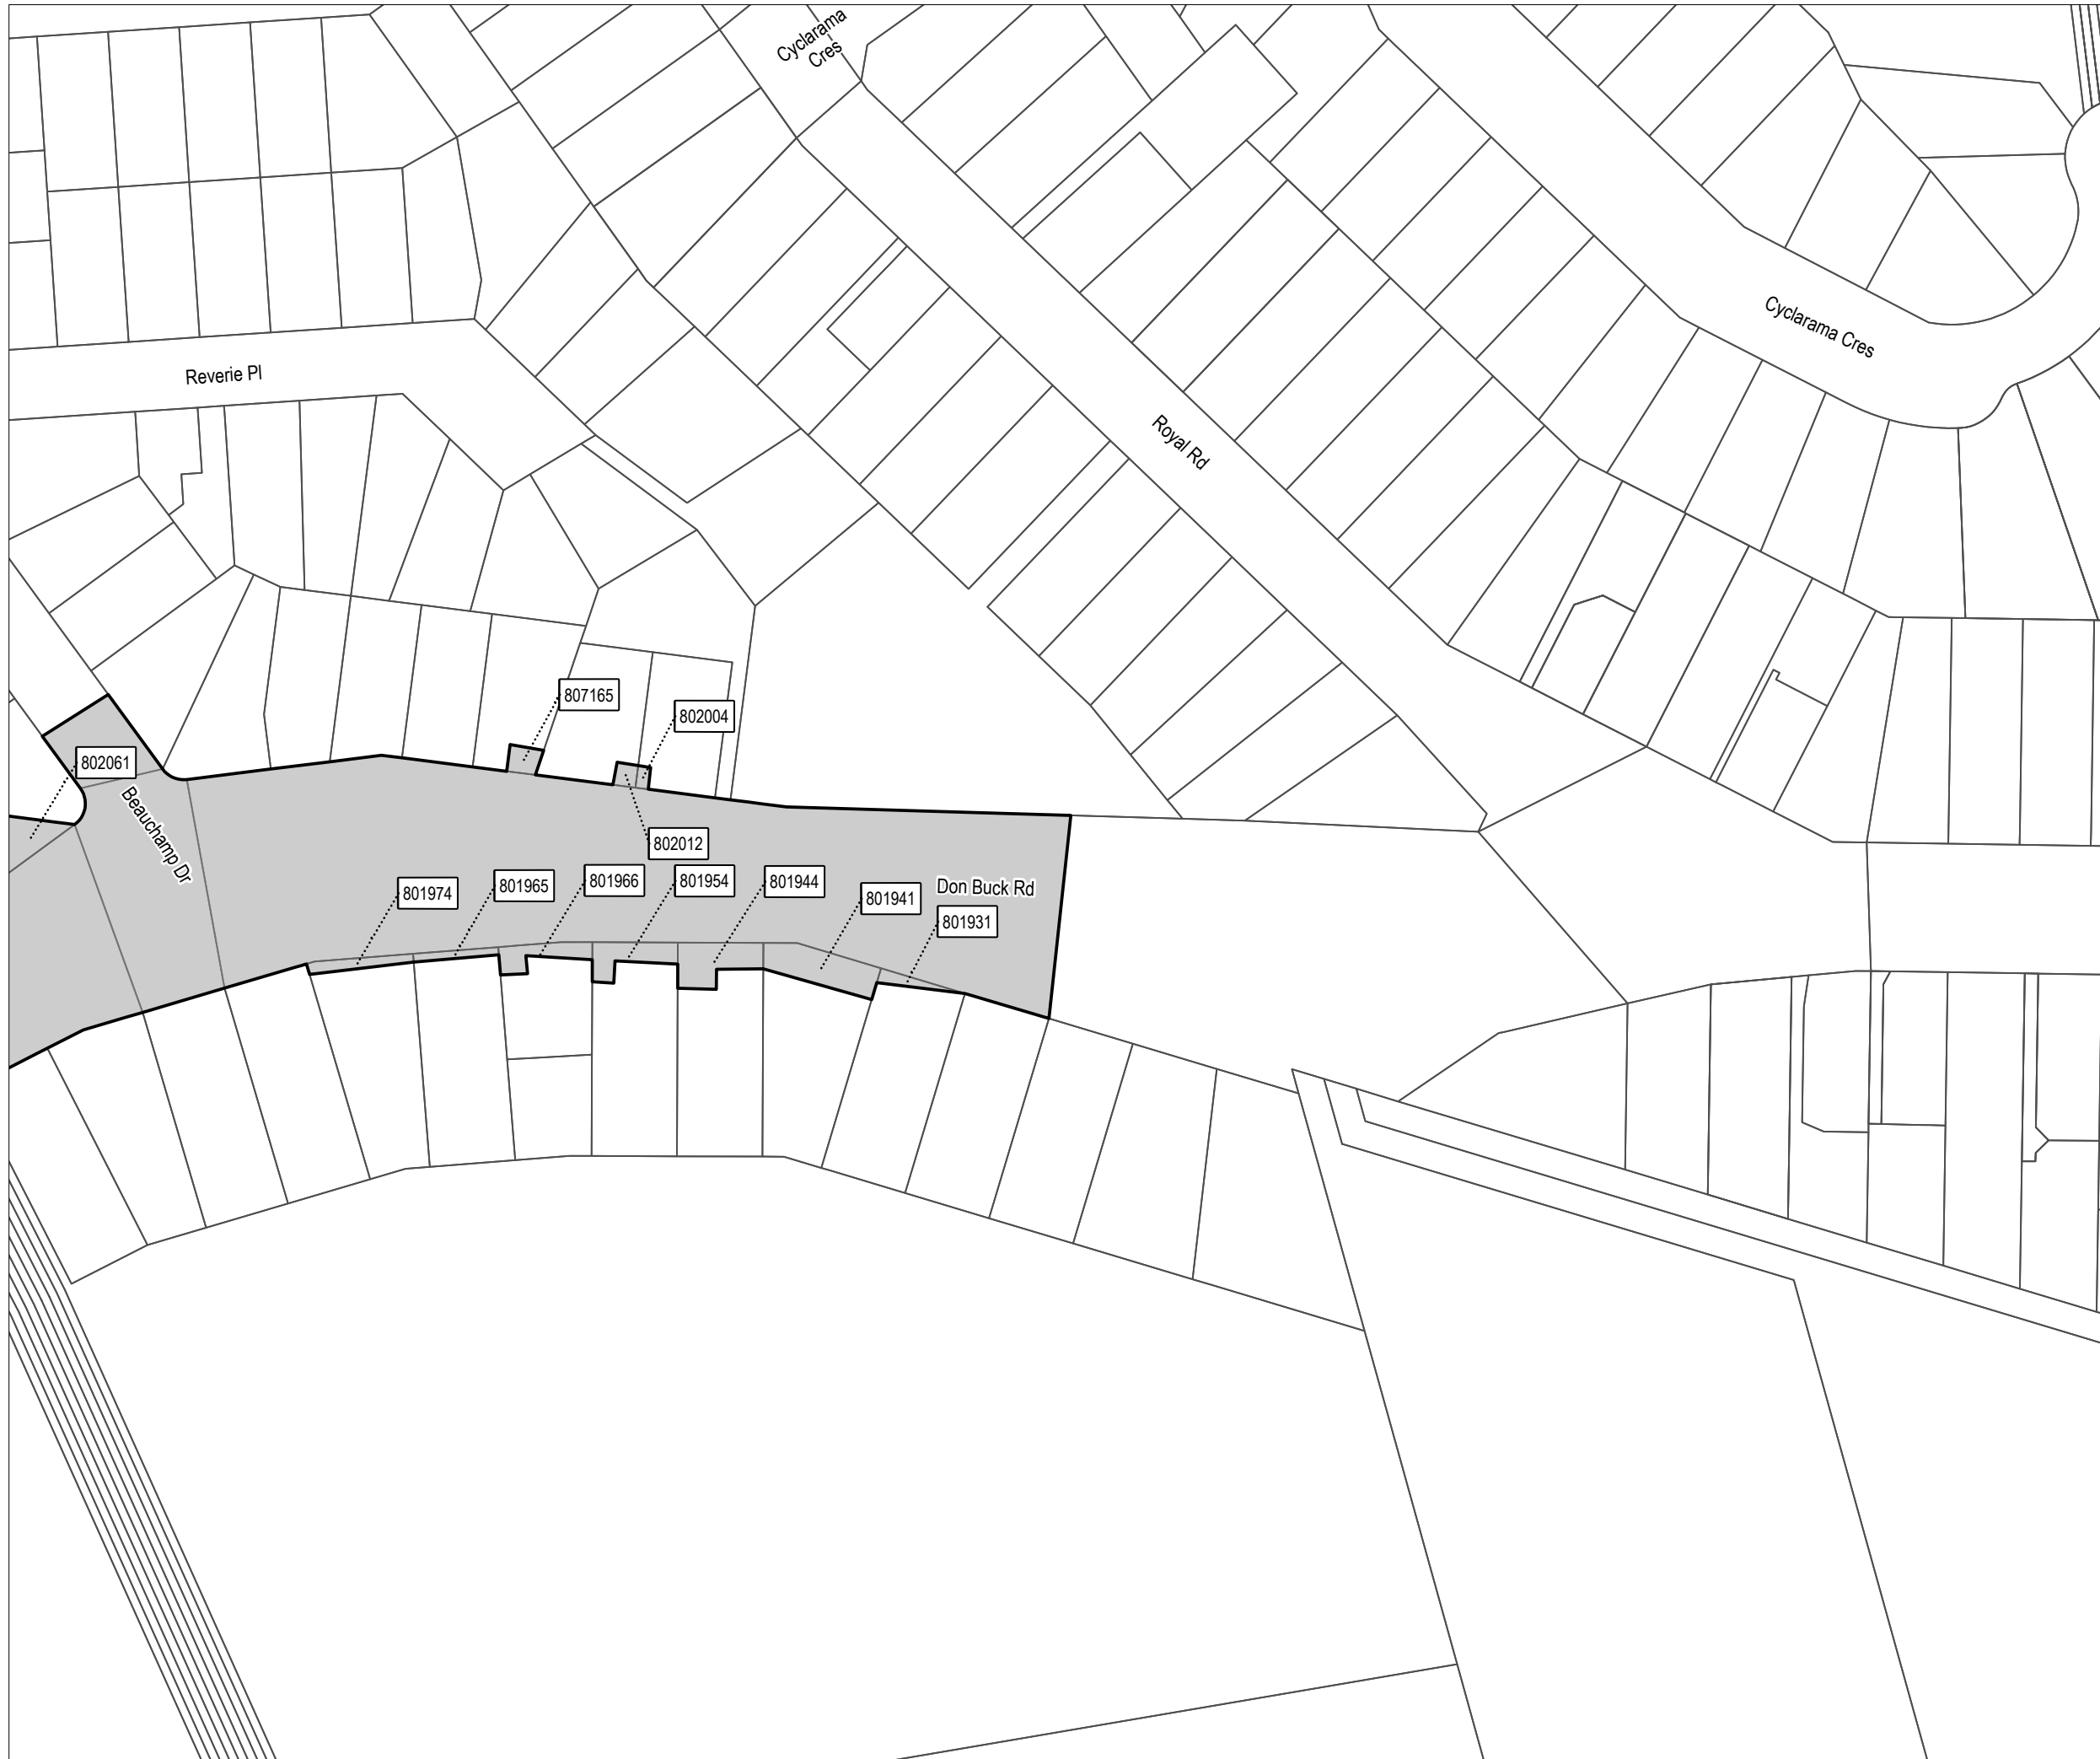 Cyclarama
Cres
Cyclarama Cres
Reverie Pl
Royal Rd
807165
802004
802061
Beauchamp Dr
802012
801974
801965
801966
801954
801944
801941
Don Buck Rd
801931